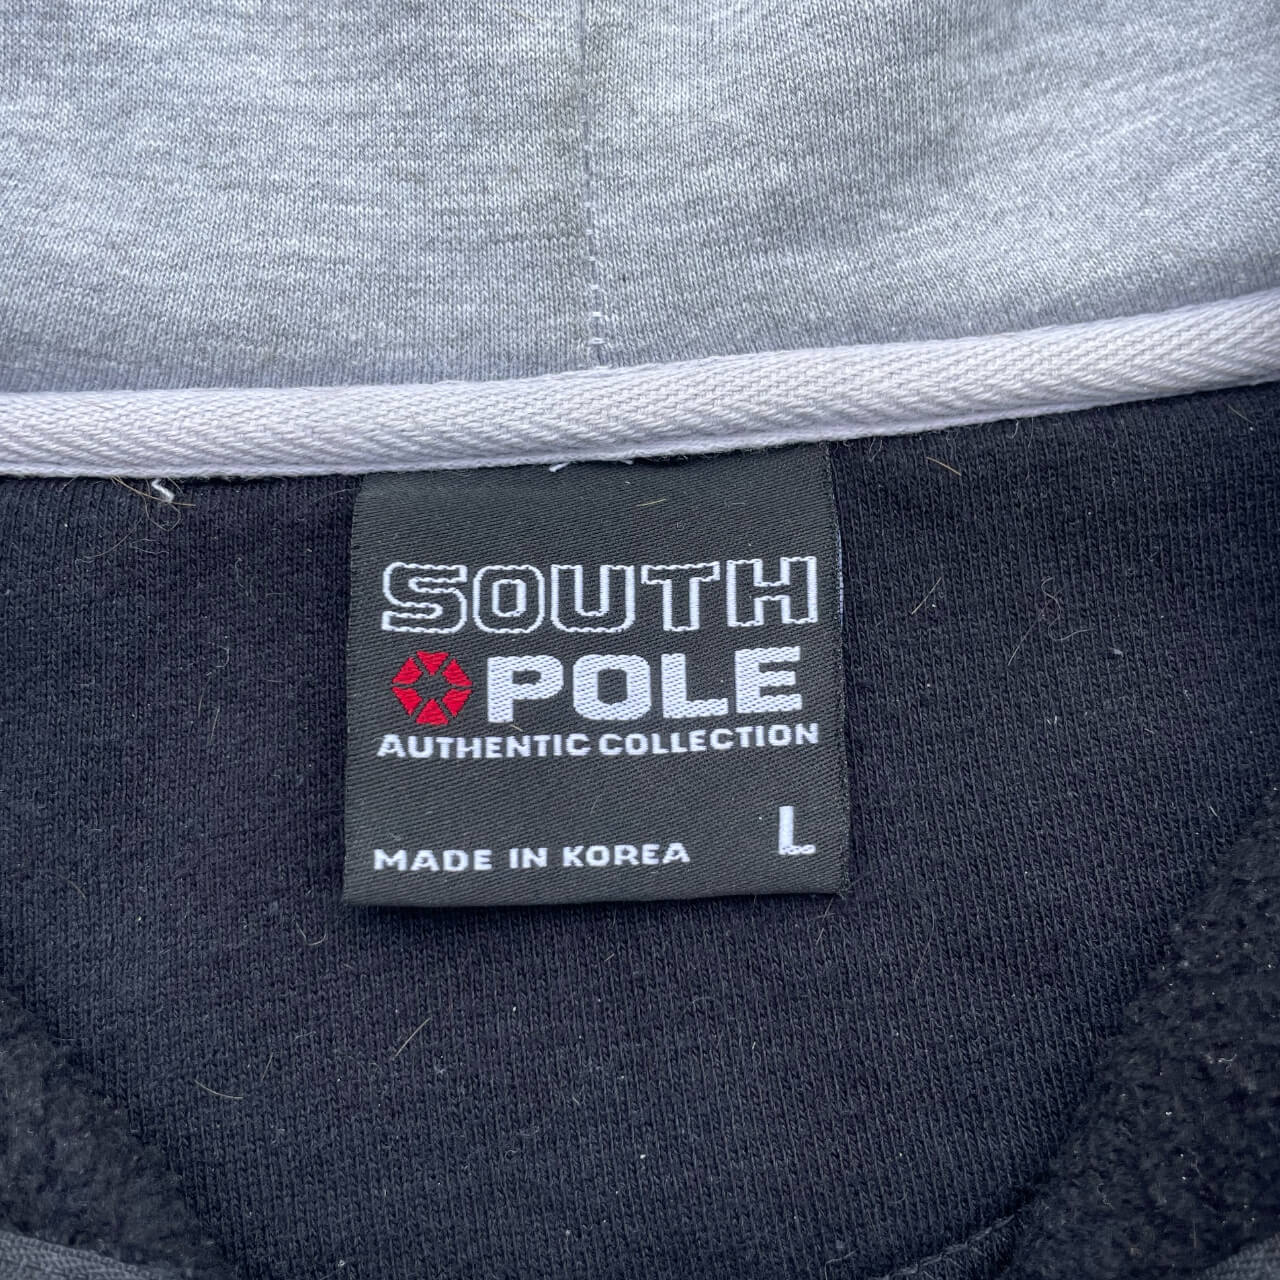 SOUTH
POLE
AUTHENTIC COLLECTION
L
MADE IN KOREA